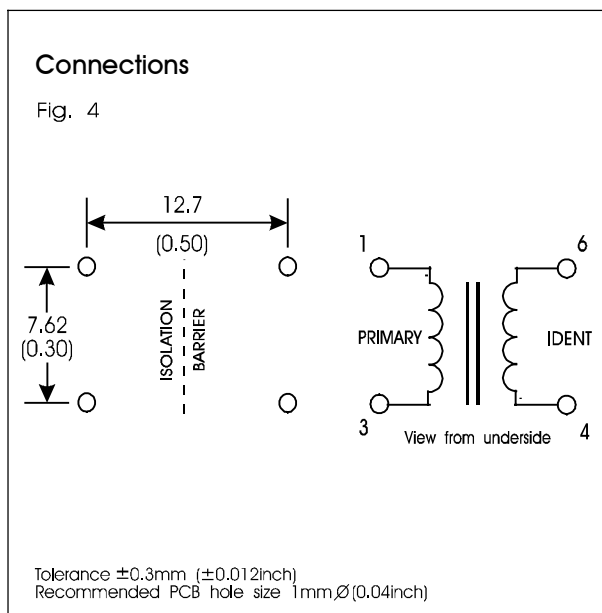 Connections
Fig. 4
12.7
(0.50)
7.62
(0.30)
ISOLATION
BARRIER
1
6
PRIMARY
IDENT
3
4
View from underside
Tolerance ±0.3mm (±0.012inch)
Recommended PCB hole size 1mmØ(0.04inch)